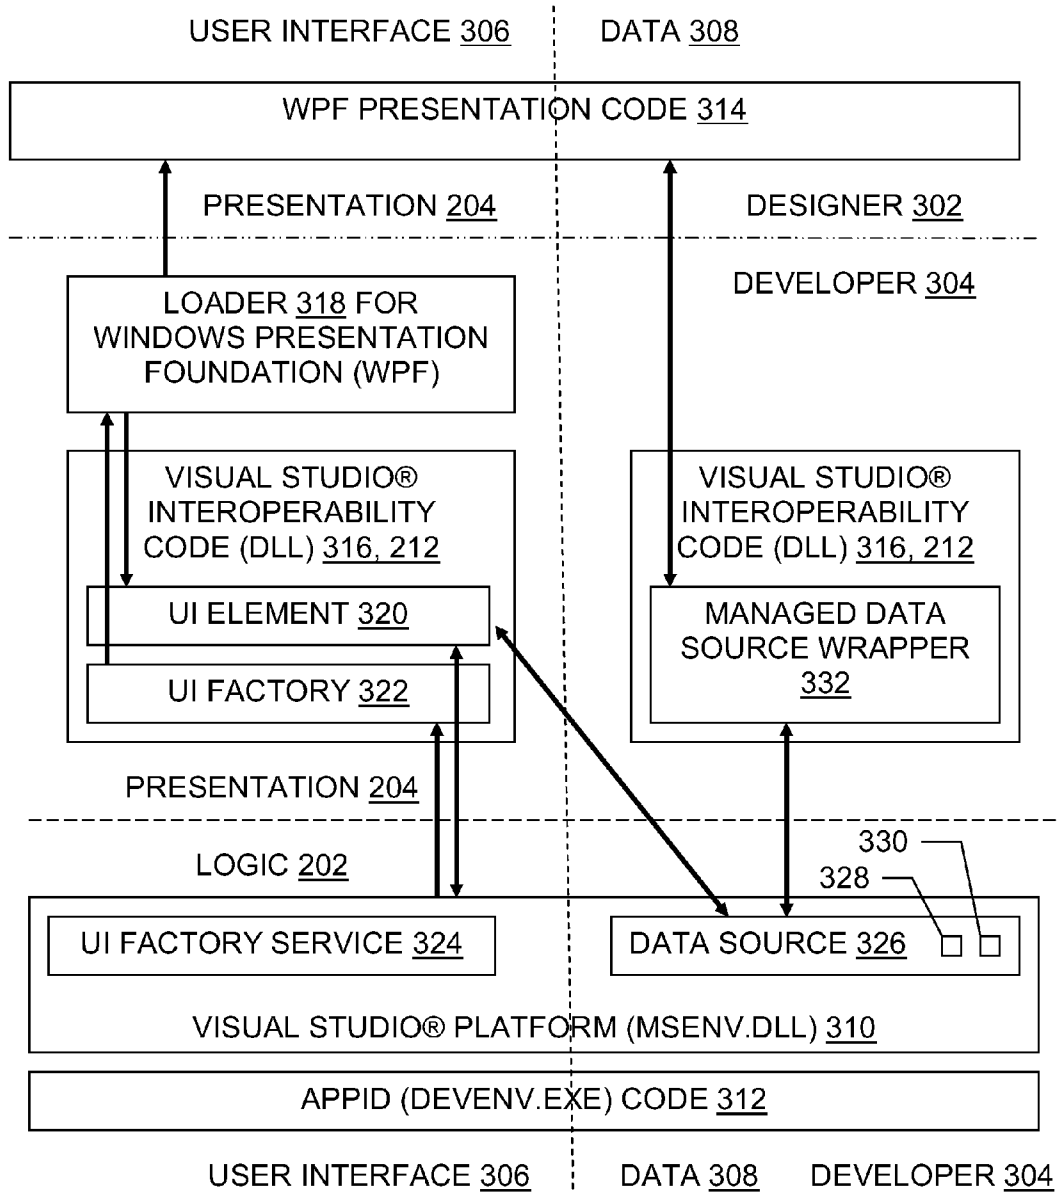 USER INTERFACE 306
DATA 308
WPF PRESENTATION CODE 314
PRESENTATION 204
DESIGNER 302
DEVELOPER 304
LOADER 318 FOR
WINDOWS PRESENTATION
FOUNDATION (WPF)
VISUAL STUDIO®
INTEROPERABILITY
CODE (DLL) 316, 212
UI ELEMENT 320
UI FACTORY 322
VISUAL STUDIO®
INTEROPERABILITY
CODE (DLL) 316, 212
MANAGED DATA
SOURCE WRAPPER
332
PRESENTATION 204
LOGIC 202
330
328
UI FACTORY SERVICE 324
DATA SOURCE 326
VISUAL STUDIO® PLATFORM (MSENV.DLL) 310
APPID (DEVENV.EXE) CODE 312
USER INTERFACE 306
DATA 308
DEVELOPER 304